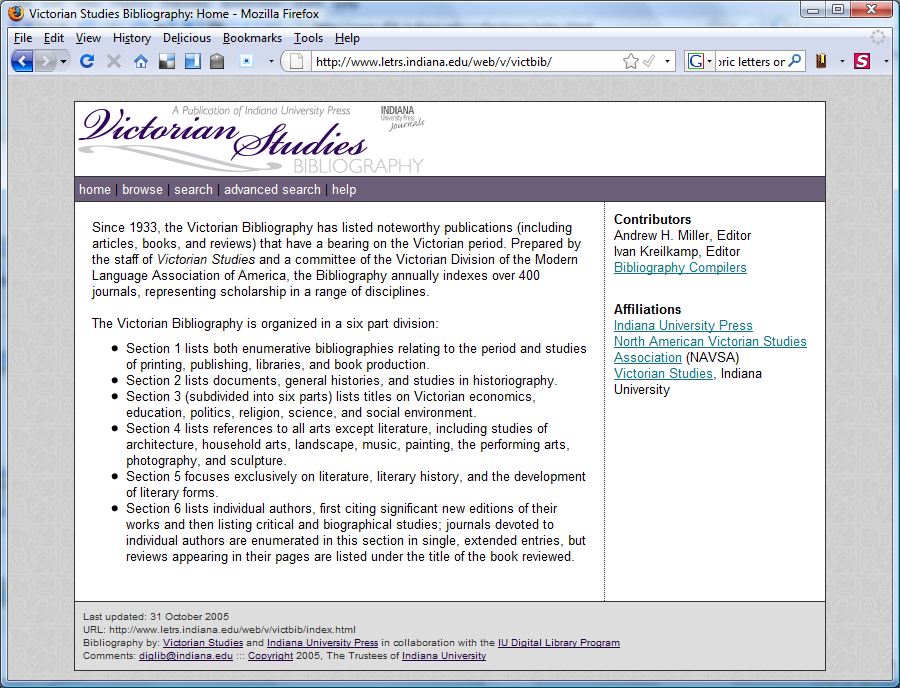 Victorian Studies Bibliography: Home - Mozilla Firefox
File Edit View History Delicious Bookmarks Tools Help
http://www.letrs.indiana.edu/web/v/victbib/
G
ric letters or
S
A Publication of Indiana University Press
INDIANA
University Press
Journals
Victorian Studies
BIBLIOGRAPHY
home | browse | search | advanced search | help
Since 1933, the Victorian Bibliography has listed noteworthy publications (including
articles, books, and reviews) that have a bearing on the Victorian period. Prepared by
the staff of Victorian Studies and a committee of the Victorian Division of the Modern
Language Association of America, the Bibliography annually indexes over 400
journals, representing scholarship in a range of disciplines.
The Victorian Bibliography is organized in a six part division:
• Section 1 lists both enumerative bibliographies relating to the period and studies
of printing, publishing, libraries, and book production.
• Section 2 lists documents, general histories, and studies in historiography.
• Section 3 (subdivided into six parts) lists titles on Victorian economics,
education, politics, religion, science, and social environment.
• Section 4 lists references to all arts except literature, including studies of
architecture, household arts, landscape, music, painting, the performing arts,
photography, and sculpture.
• Section 5 focuses exclusively on literature, literary history, and the development
of literary forms.
• Section 6 lists individual authors, first citing significant new editions of their
works and then listing critical and biographical studies; journals devoted to
individual authors are enumerated in this section in single, extended entries, but
reviews appearing in their pages are listed under the title of the book reviewed.
Contributors
Andrew H. Miller, Editor
Ivan Kreilkamp, Editor
Bibliography Compilers
Affiliations
Indiana University Press
North American Victorian Studies
Association (NAVSA)
Victorian Studies, Indiana
University
Last updated: 31 October 2005
URL: http://www.letrs.indiana.edu/web/v/victbib/index.html
Bibliography by: Victorian Studies and Indiana University Press in collaboration with the IU Digital Library Program
Comments: diglib@indiana.edu ::: Copyright 2005, The Trustees of Indiana University